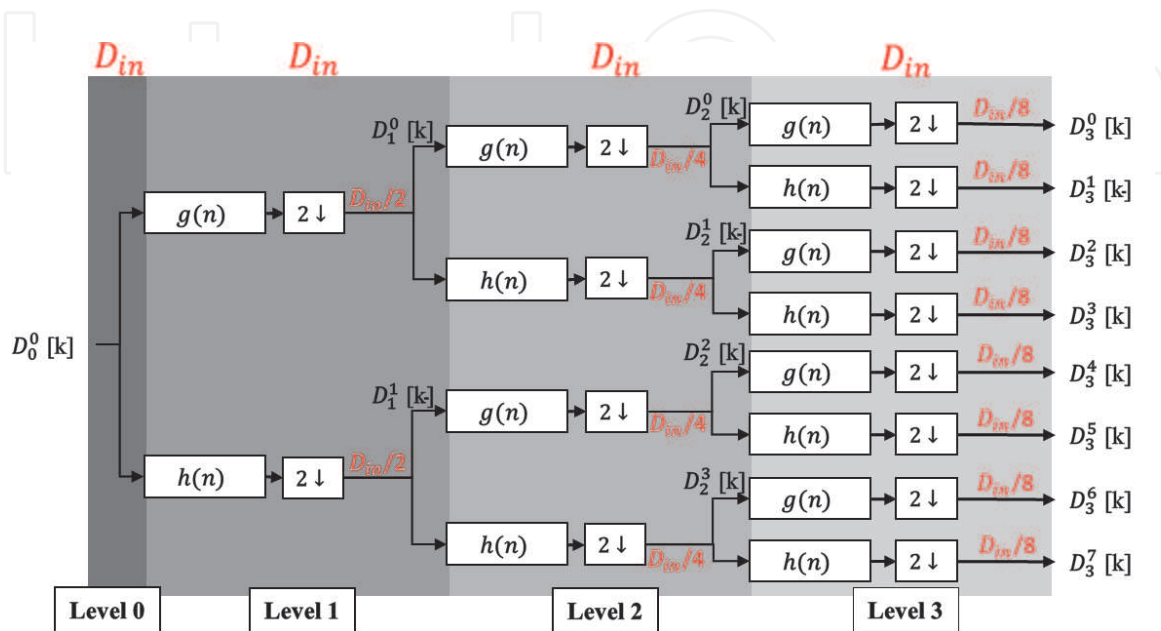 D_in D_in D_in D_in
D_0^0 [k]
g(n) 2↓ D_in/2
h(n) 2↓ D_in/2
D_1^0 [k]
g(n) 2↓ D_in/4
h(n) 2↓ D_in/4
D_1^1 [k]
g(n) 2↓ D_in/4
h(n) 2↓ D_in/4
D_2^0 [k]
g(n) 2↓ D_in/8 D_3^0 [k]
h(n) 2↓ D_in/8 D_3^1 [k]
D_2^1 [k]
g(n) 2↓ D_in/8 D_3^2 [k]
h(n) 2↓ D_in/8 D_3^3 [k]
D_2^2 [k]
g(n) 2↓ D_in/8 D_3^4 [k]
h(n) 2↓ D_in/8 D_3^5 [k]
D_2^3 [k]
g(n) 2↓ D_in/8 D_3^6 [k]
h(n) 2↓ D_in/8 D_3^7 [k]
Level 0 Level 1 Level 2 Level 3